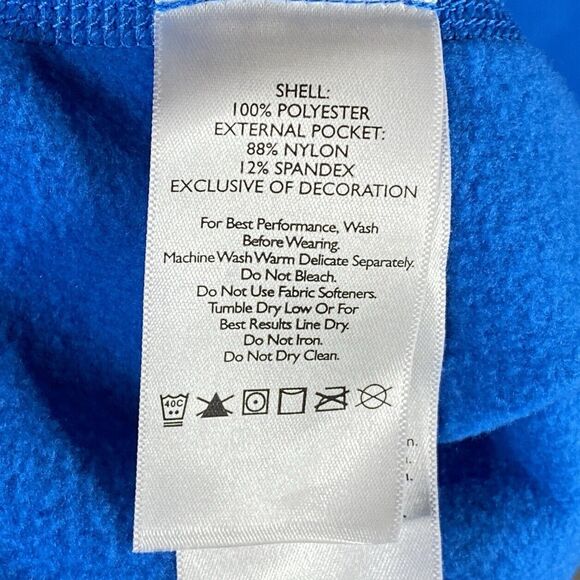 SHELL:
100% POLYESTER
EXTERNAL POCKET:
88% NYLON
12% SPANDEX
EXCLUSIVE OF DECORATION
For Best Performance, Wash
Before Wearing.
Machine Wash Warm Delicate Separately.
Do Not Bleach.
Do Not Use Fabric Softeners.
Tumble Dry Low Or For
Best Results Line Dry.
Do Not Iron.
Do Not Dry Clean.
40C